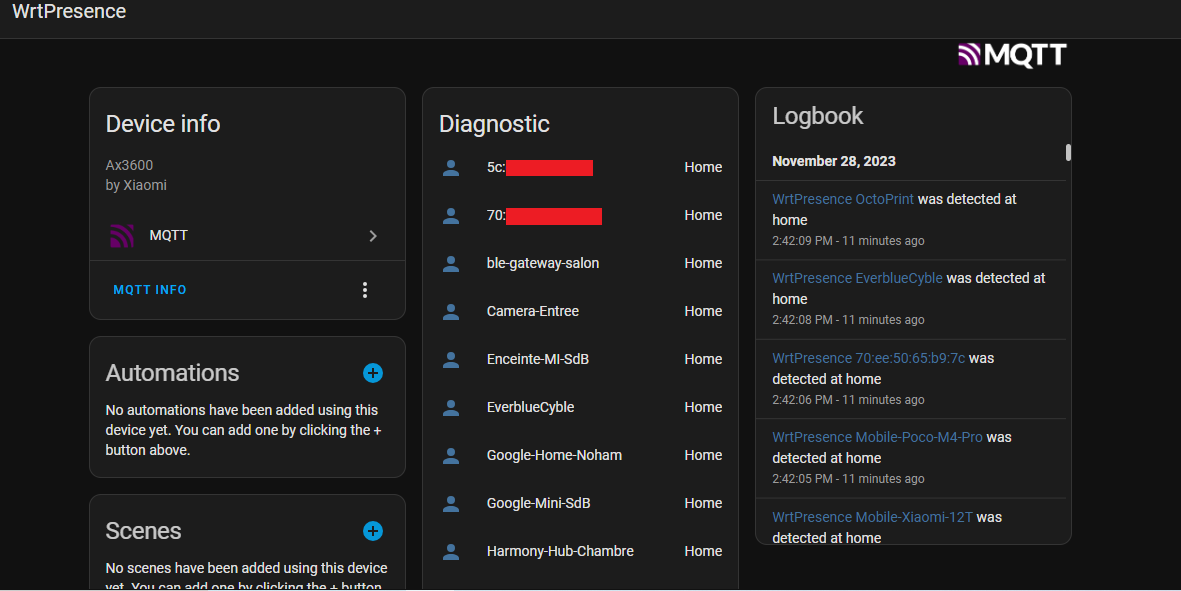 WrtPresence
MQTT
Device info
Ax3600
by Xiaomi
MQTT
MQTT INFO
Automations
No automations have been added using this
device yet. You can add one by clicking the +
button above.
Scenes
No scenes have been added using this device
yet. You can add one by clicking the + button
Diagnostic
5c: Home
70: Home
ble-gateway-salon Home
Camera-Entree Home
Enceinte-MI-SdB Home
EverblueCyble Home
Google-Home-Noham Home
Google-Mini-SdB Home
Harmony-Hub-Chambre Home
Logbook
November 28, 2023
WrtPresence OctoPrint was detected at
home
2:42:09 PM - 11 minutes ago
WrtPresence EverblueCyble was detected at
home
2:42:08 PM - 11 minutes ago
WrtPresence 70:ee:50:65:b9:7c was
detected at home
2:42:06 PM - 11 minutes ago
WrtPresence Mobile-Poco-M4-Pro was
detected at home
2:42:05 PM - 11 minutes ago
WrtPresence Mobile-Xiaomi-12T was
detected at home